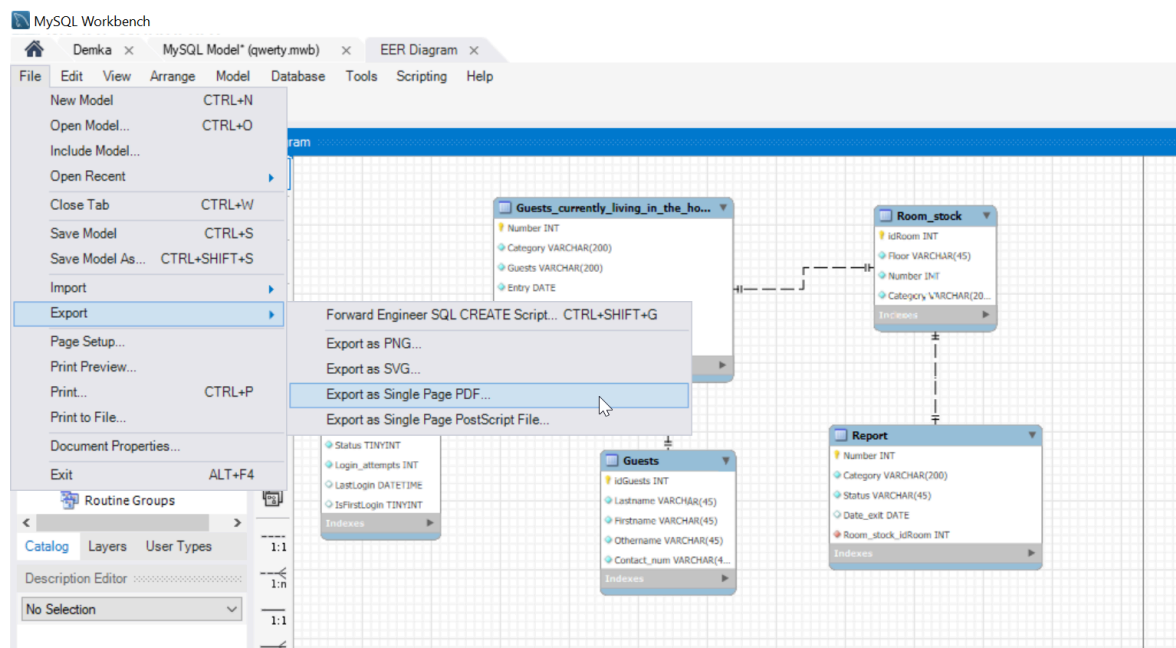 MySQL Workbench
Demka
MySQL Model* (qwerty.mwb)
EER Diagram
File Edit View Arrange Model Database Tools Scripting Help
New Model CTRL+N
Open Model... CTRL+O
Include Model...
Open Recent
Close Tab CTRL+W
Save Model CTRL+S
Save Model As... CTRL+SHIFT+S
Import
Export
Page Setup...
Print Preview...
Print... CTRL+P
Print to File...
Document Properties...
Exit ALT+F4
Forward Engineer SQL CREATE Script... CTRL+SHIFT+G
Export as PNG...
Export as SVG...
Export as Single Page PDF...
Export as Single Page PostScript File...
ram
Guests_currently_living_in_the_ho...
Number INT
Category VARCHAR(200)
Guests VARCHAR(200)
Entry DATE
Room_stock
idRoom INT
Floor VARCHAR(45)
Number INT
Category VARCHAR(20...
Indexes
Status TINYINT
Login_attempts INT
LastLogin DATETIME
IsFirstLogin TINYINT
Indexes
Guests
idGuests INT
Lastname VARCHAR(45)
Firstname VARCHAR(45)
Othername VARCHAR(45)
Contact_num VARCHAR(4...
Indexes
Report
Number INT
Category VARCHAR(200)
Status VARCHAR(45)
Date_exit DATE
Room_stock_idRoom INT
Indexes
Routine Groups
Catalog Layers User Types
Description Editor
No Selection
1:1
1:n
1:1